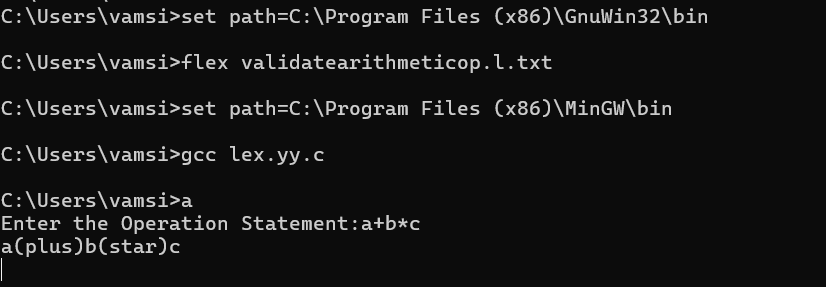 C:\Users\vamsi>set path=C:\Program Files (x86)\GnuWin32\bin
C:\Users\vamsi>flex validatearithmeticop.l.txt
C:\Users\vamsi>set path=C:\Program Files (x86)\MinGW\bin
C:\Users\vamsi>gcc lex.yy.c
C:\Users\vamsi>a
Enter the Operation Statement:a+b*c
a(plus)b(star)c